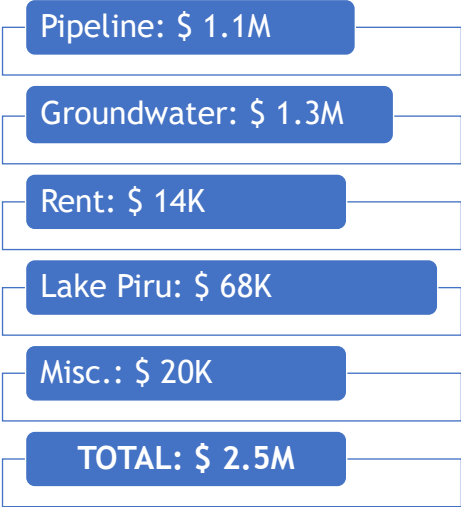 Pipeline: $ 1.1M
Groundwater: $ 1.3M
Rent: $ 14K
Lake Piru: $ 68K
Misc.: $ 20K
TOTAL: $ 2.5M